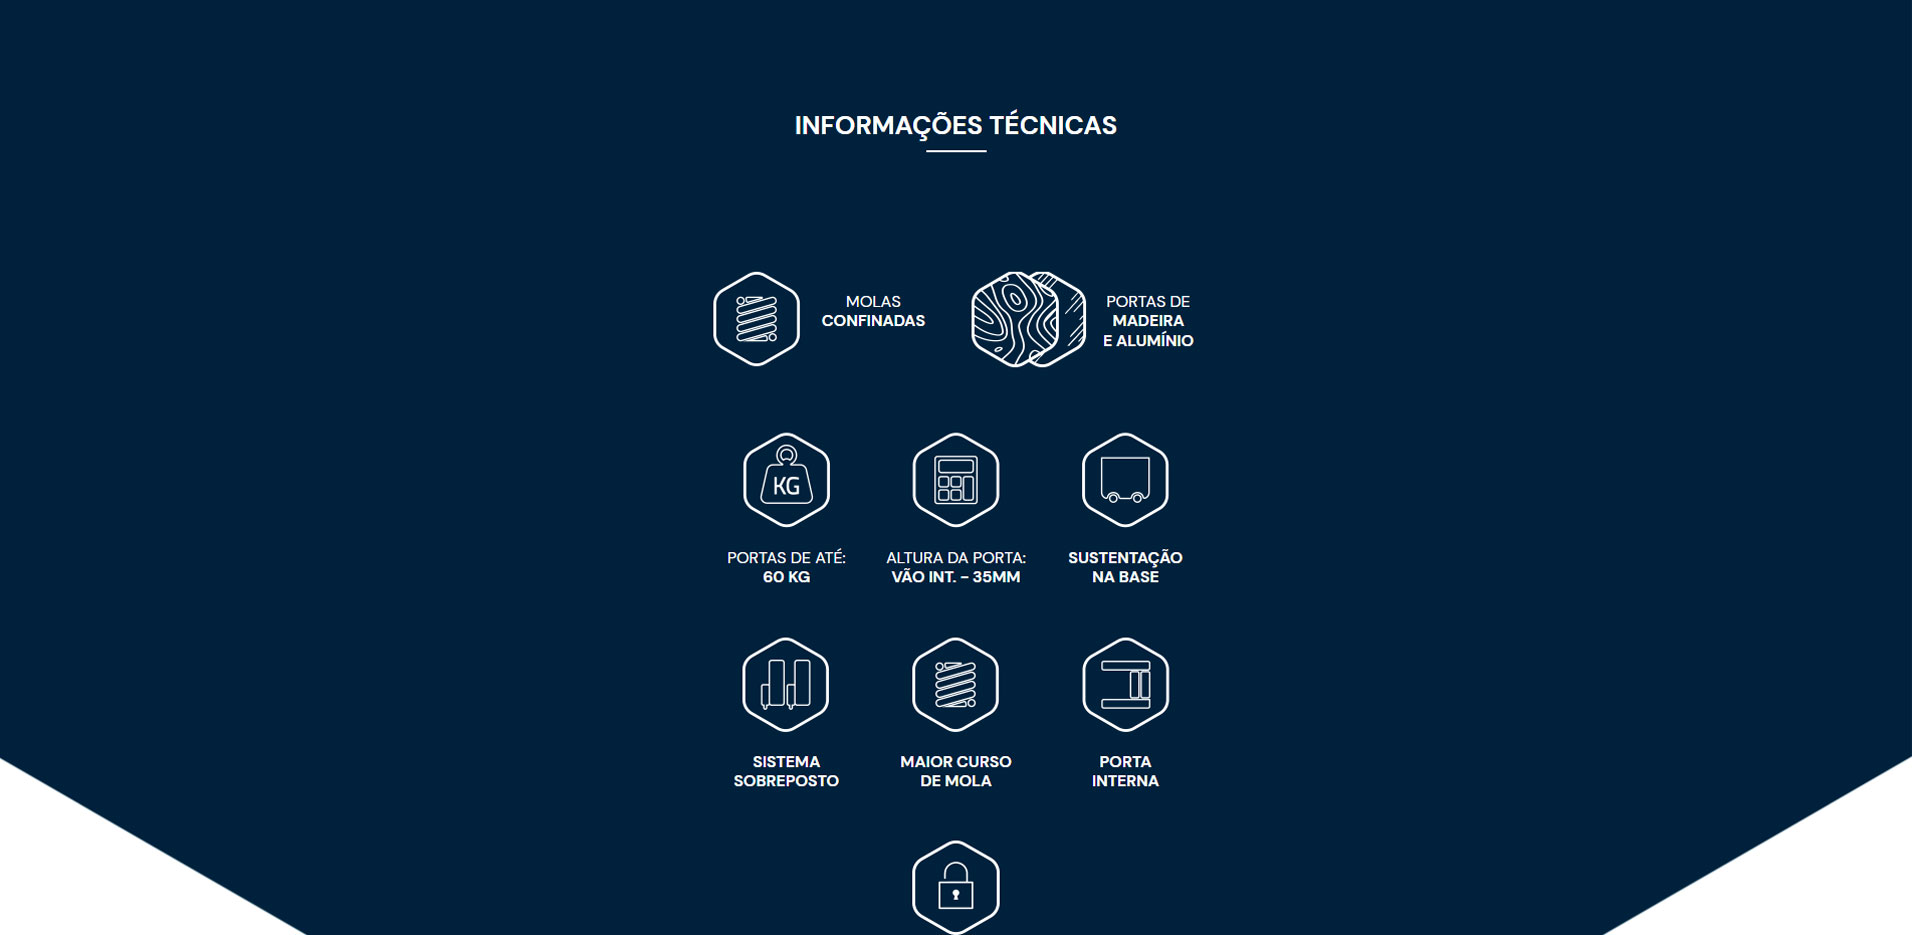 INFORMAÇÕES TÉCNICAS
MOLAS
CONFINADAS
PORTAS DE
MADEIRA
E ALUMÍNIO
KG
PORTAS DE ATÉ:
60 KG
ALTURA DA PORTA:
VÃO INT. - 35MM
SUSTENTAÇÃO
NA BASE
SISTEMA
SOBREPOSTO
MAIOR CURSO
DE MOLA
PORTA
INTERNA